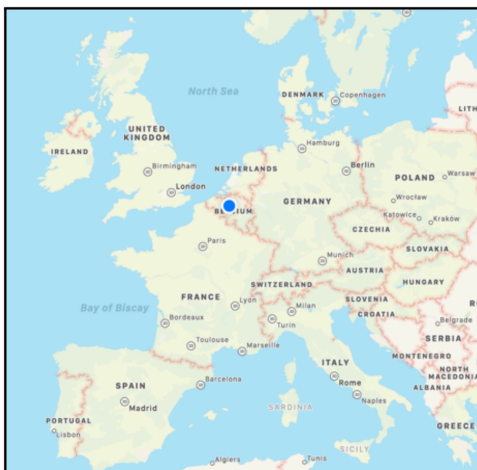 North Sea
DENMARK
Copenhagen
LITH
UNITED
KINGDOM
IRELAND
Hamburg
Birmingham
NETHERLANDS
Berlin
POLAND
Warsaw
London
GERMANY
Wrocław
BELGIUM
Katowice
Kraków
CZECHIA
Paris
SLOVAKIA
Munich
AUSTRIA
SWITZERLAND
HUNGARY
Bay of Biscay
FRANCE
Lyon
Milan
SLOVENIA
CROATIA
Bordeaux
Turin
Belgrade
SERBIA
Toulouse
Marseille
ITALY
MONTENEGRO
NORTH
MACEDONIA
SPAIN
Barcelona
Rome
ALBANIA
Madrid
Naples
SARDINIA
PORTUGAL
Lisbon
GREECE
SICILY
Algiers
Tunis